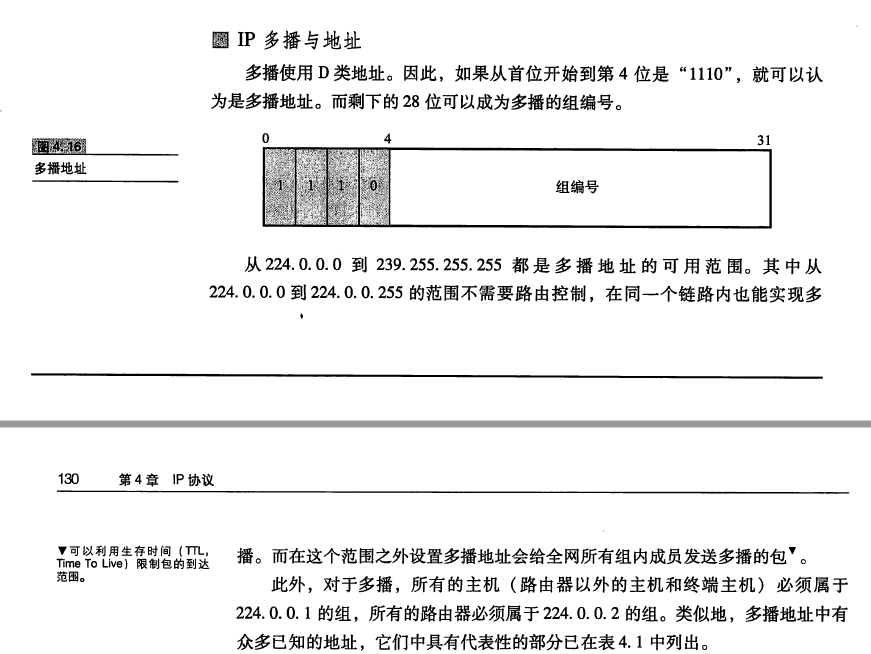 IP 多播与地址
多播使用 D 类地址。因此，如果从首位开始到第 4 位是“1110”，就可以认
为是多播地址。而剩下的 28 位可以成为多播的组编号。
图 4.16
多播地址
0 4 31
1 1 1 0 组编号
从 224.0.0.0 到 239.255.255.255 都是多播地址的可用范围。其中从
224.0.0.0 到 224.0.0.255 的范围不需要路由控制，在同一个链路内也能实现多
130 第 4 章 IP 协议
▼可以利用生存时间（TTL,
Time To Live）限制包的到达
范围。
播。而在这个范围之外设置多播地址会给全网所有组内成员发送多播的包▼。
此外，对于多播，所有的主机（路由器以外的主机和终端主机）必须属于
224.0.0.1 的组，所有的路由器必须属于 224.0.0.2 的组。类似地，多播地址中有
众多已知的地址，它们中具有代表性的部分已在表 4.1 中列出。